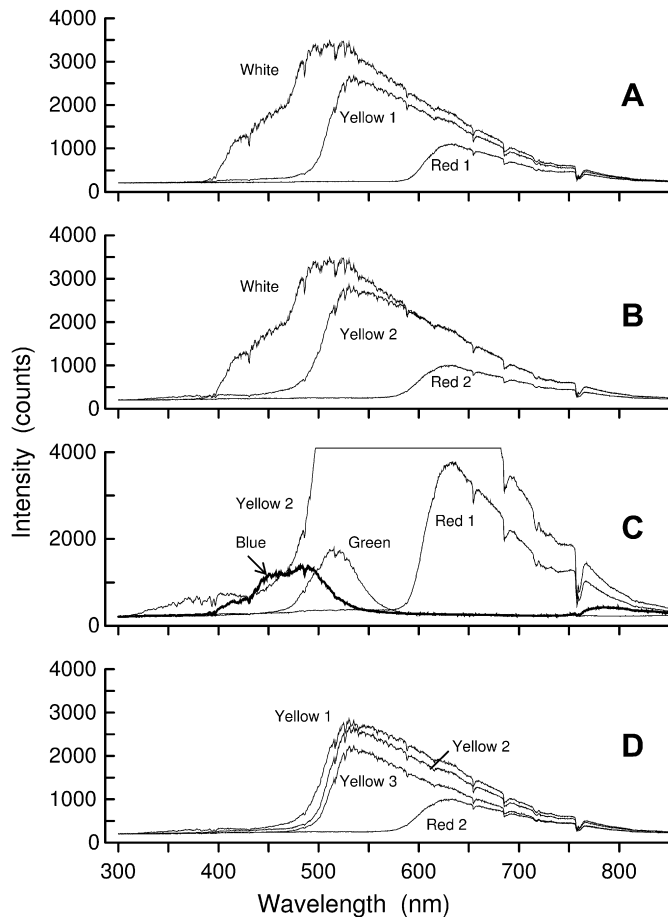 4000
3000
2000
1000
0
White
Yellow 1
Red 1
A
4000
3000
2000
1000
0
White
Yellow 2
Red 2
B
4000
2000
0
Yellow 2
Blue
Green
Red 1
C
4000
3000
2000
1000
0
Yellow 1
Yellow 2
Yellow 3
Red 2
D
300 400 500 600 700 800
Wavelength (nm)
Intensity (counts)